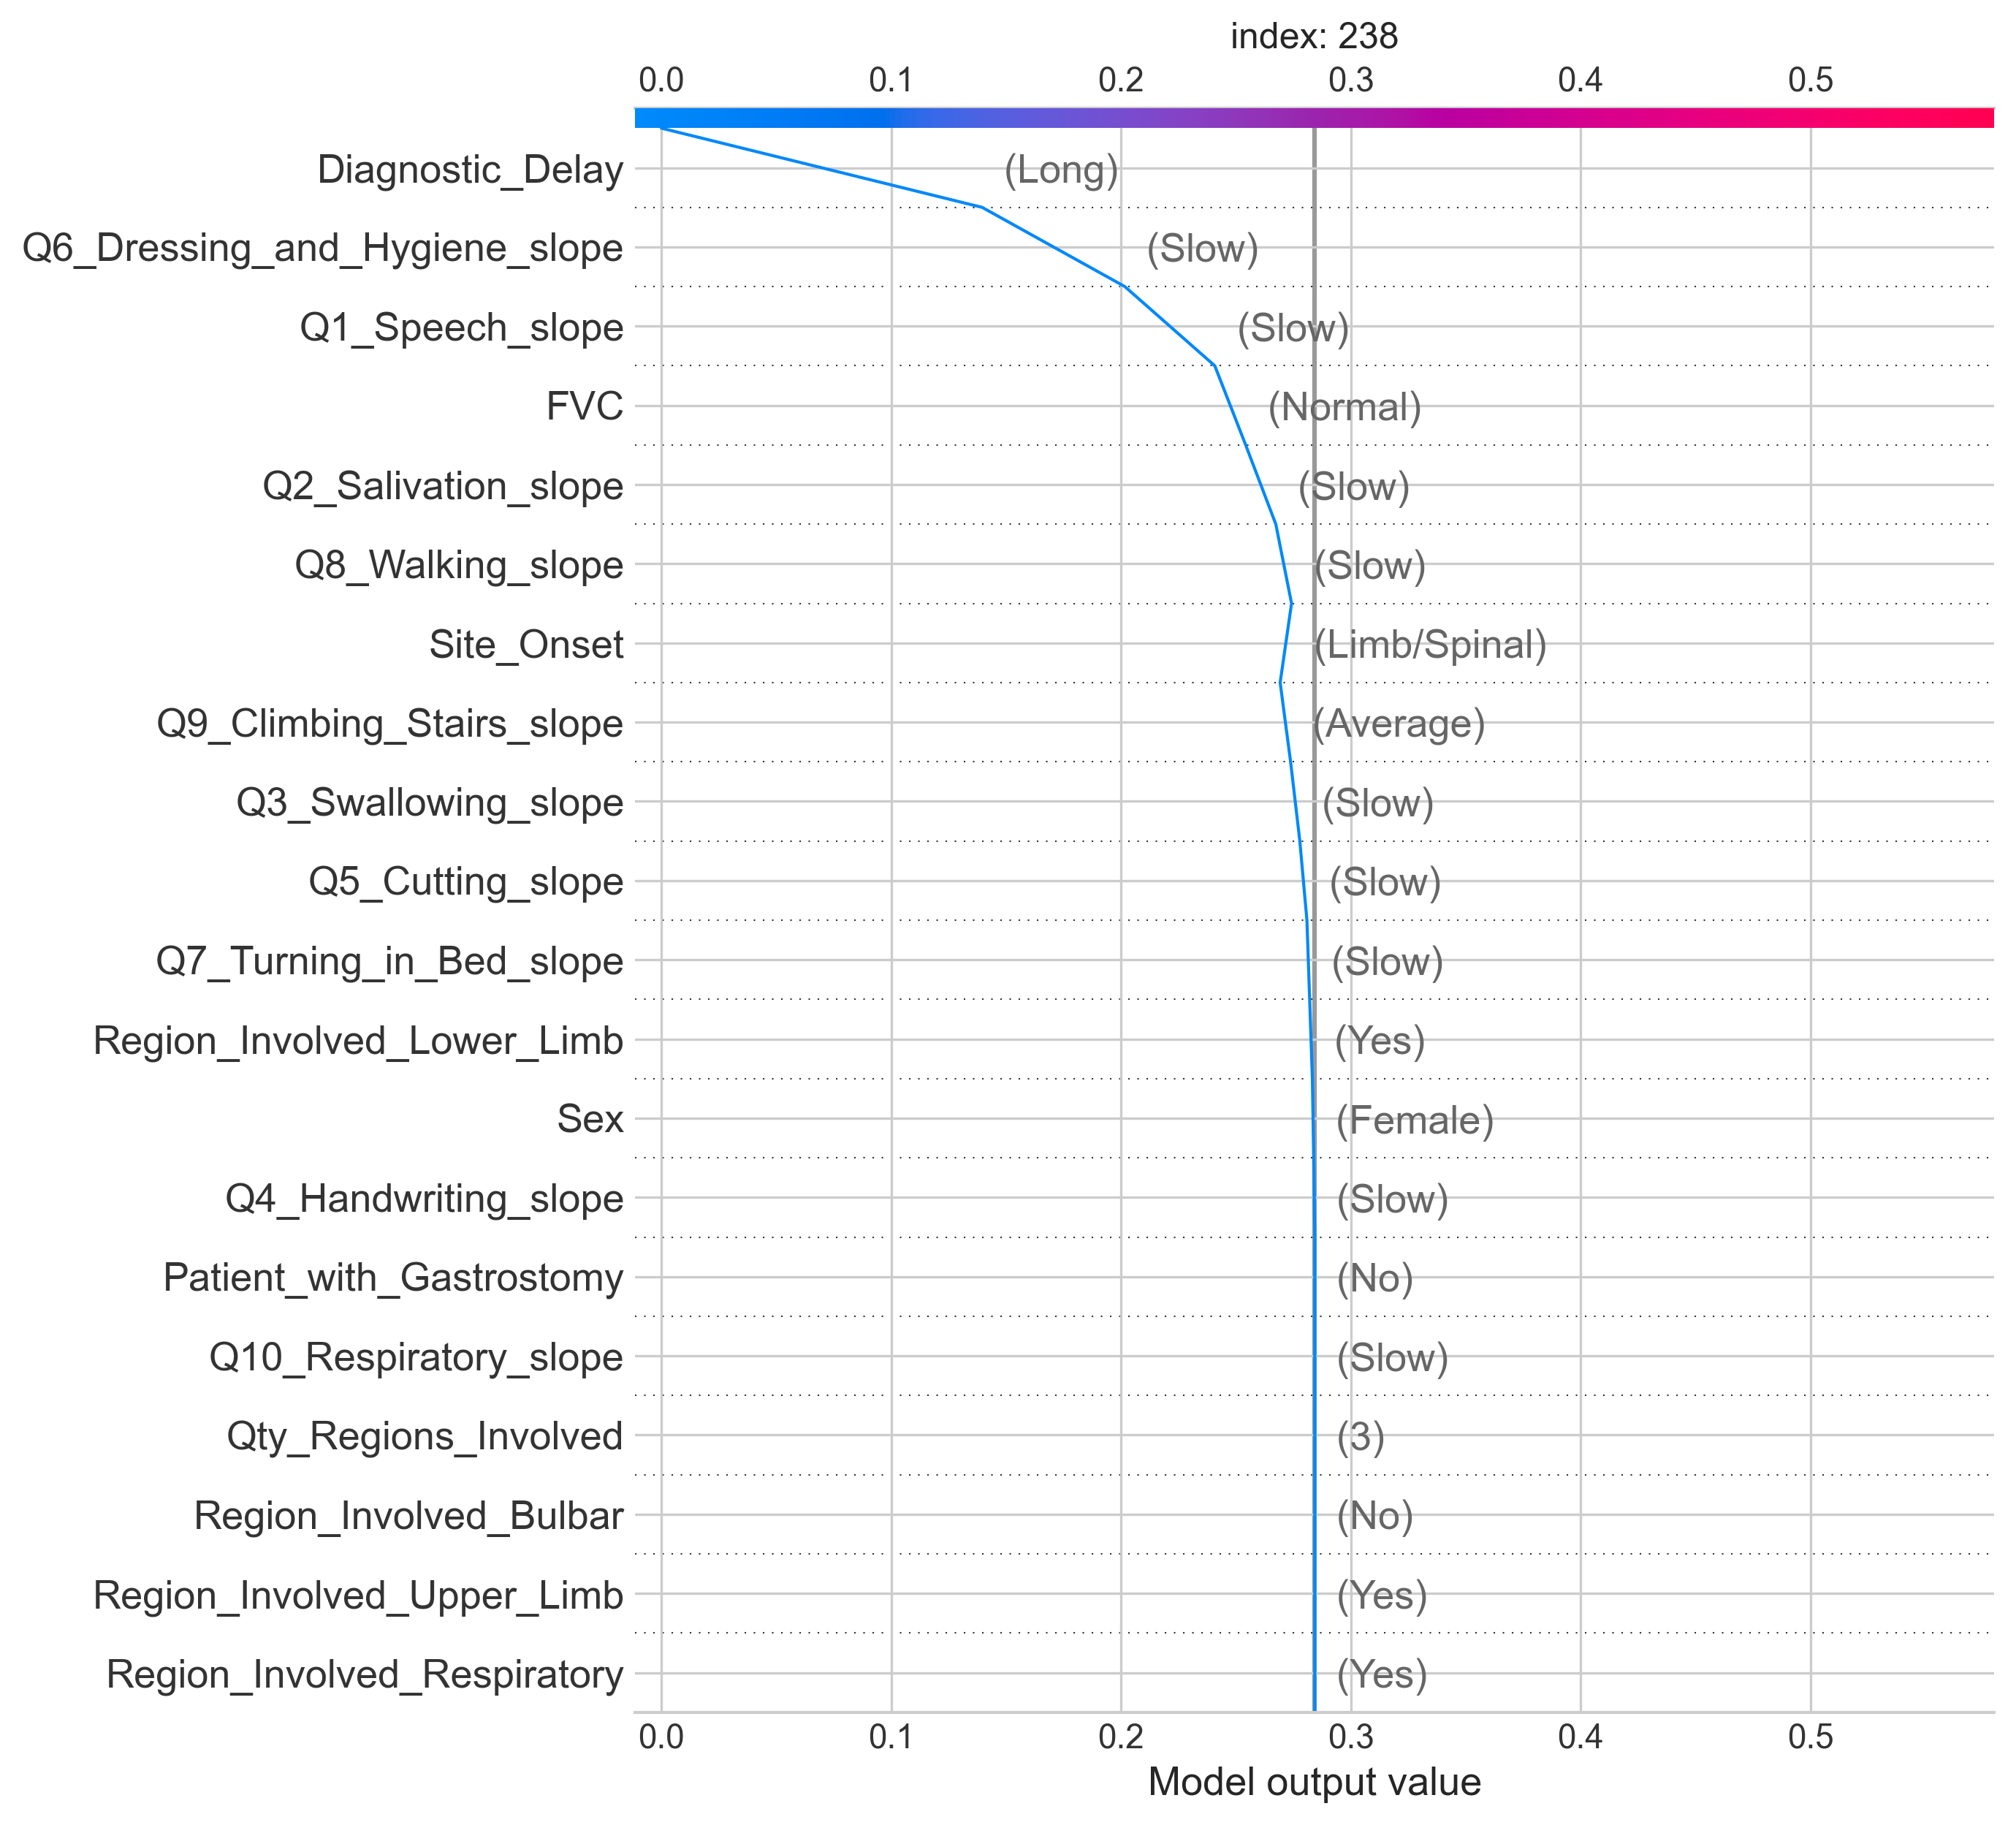 index: 238
0.0 0.1 0.2 0.3 0.4 0.5
Diagnostic_Delay (Long)
Q6_Dressing_and_Hygiene_slope (Slow)
Q1_Speech_slope (Slow)
FVC (Normal)
Q2_Salivation_slope (Slow)
Q8_Walking_slope (Slow)
Site_Onset (Limb/Spinal)
Q9_Climbing_Stairs_slope (Average)
Q3_Swallowing_slope (Slow)
Q5_Cutting_slope (Slow)
Q7_Turning_in_Bed_slope (Slow)
Region_Involved_Lower_Limb (Yes)
Sex (Female)
Q4_Handwriting_slope (Slow)
Patient_with_Gastrostomy (No)
Q10_Respiratory_slope (Slow)
Qty_Regions_Involved (3)
Region_Involved_Bulbar (No)
Region_Involved_Upper_Limb (Yes)
Region_Involved_Respiratory (Yes)
0.0 0.1 0.2 0.3 0.4 0.5
Model output value